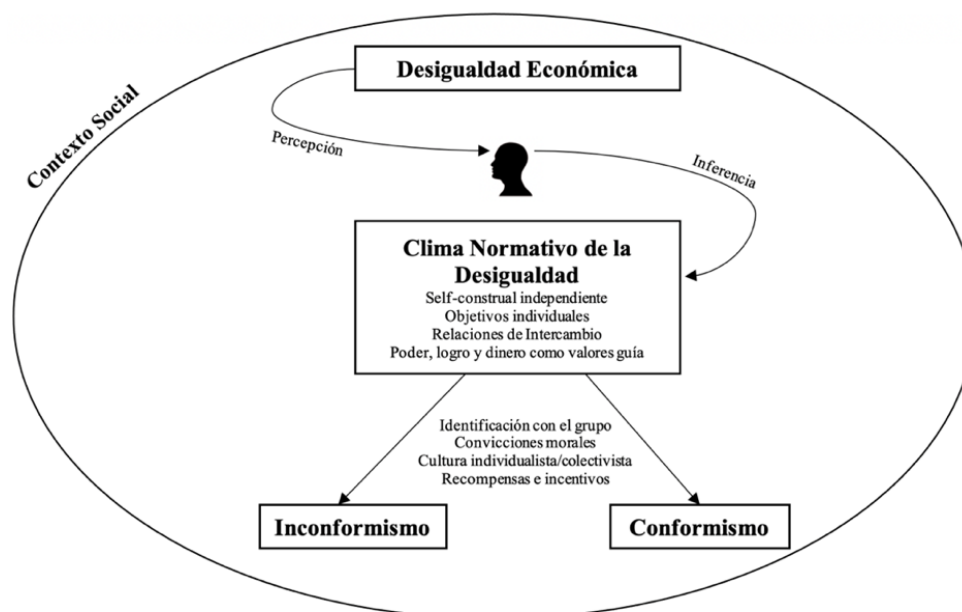 Desigualdad Económica
Contexto Social
Percepción
Inferencia
Clima Normativo de la
Desigualdad
Self-construal independiente
Objetivos individuales
Relaciones de Intercambio
Poder, logro y dinero como valores guía
Identificación con el grupo
Convicciones morales
Cultura individualista/colectivista
Recompensas e incentivos
Inconformismo
Conformismo